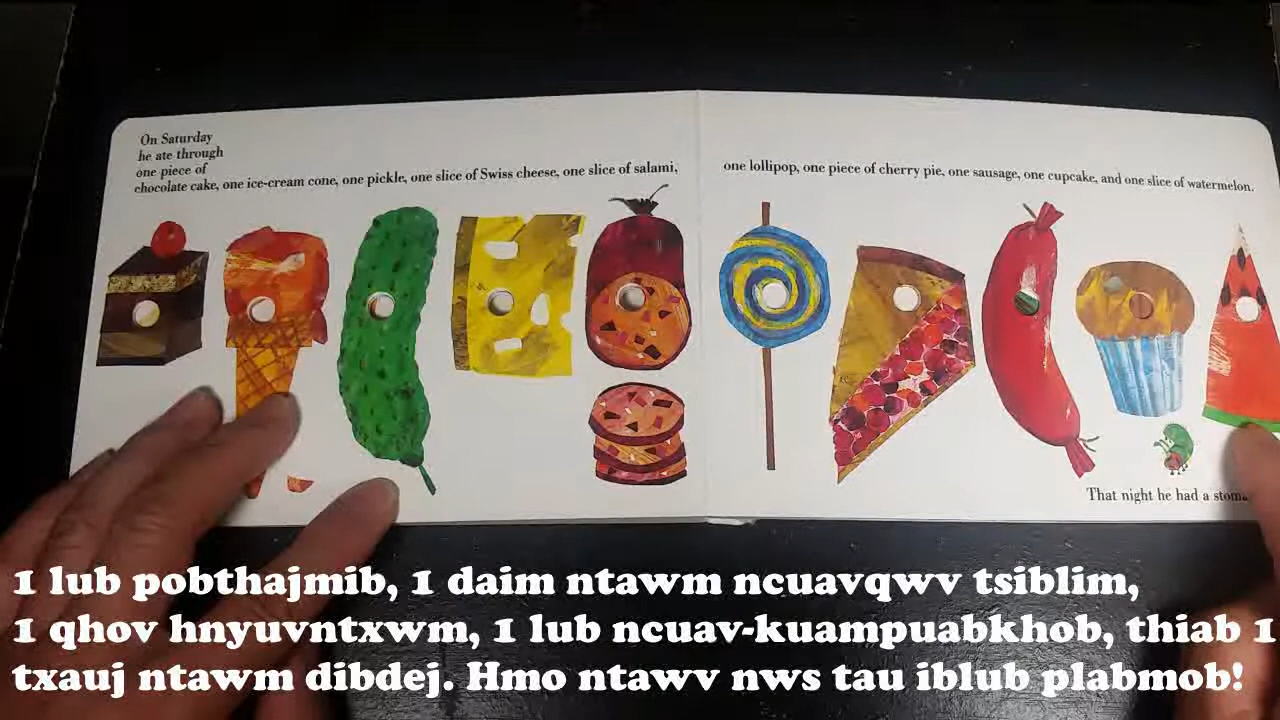 On Saturday
he ate through
one piece of
chocolate cake, one ice-cream cone, one pickle, one slice of Swiss cheese, one slice of salami,
one lollipop, one piece of cherry pie, one sausage, one cupcake, and one slice of watermelon.
That night he had a
1 lub pobthajmib, 1 daim ntawm ncuavqwv tsiblim,
1 qhov hnyuvntxwm, 1 lub ncuav-kuampuabkhob, thiab 1
txauj ntawm dibdej. Hmo ntawv nws tau iblub plabmob!